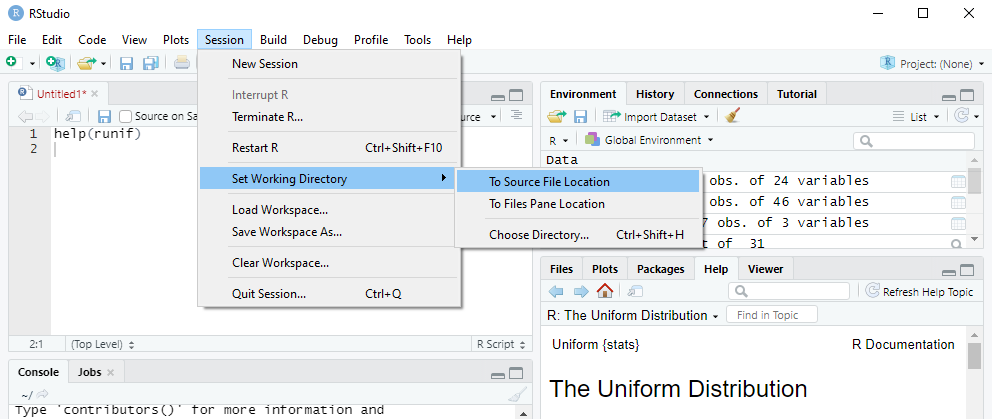 RStudio
File Edit Code View Plots Session Build Debug Profile Tools Help
Project: (None)
New Session
Interrupt R
Terminate R...
Restart R Ctrl+Shift+F10
Set Working Directory
Load Workspace...
Save Workspace As...
Clear Workspace...
Quit Session... Ctrl+Q
To Source File Location
To Files Pane Location
Choose Directory... Ctrl+Shift+H
Untitled1*
Source on Sa
urce
1 help(runif)
2
2:1 (Top Level) R Script
Console Jobs
~/
Type 'contributors()' for more information and
Environment History Connections Tutorial
Import Dataset List
R Global Environment
Data
obs. of 24 variables
obs. of 46 variables
7 obs. of 3 variables
t of 31
Files Plots Packages Help Viewer
Refresh Help Topic
R: The Uniform Distribution Find in Topic
Uniform {stats} R Documentation
The Uniform Distribution